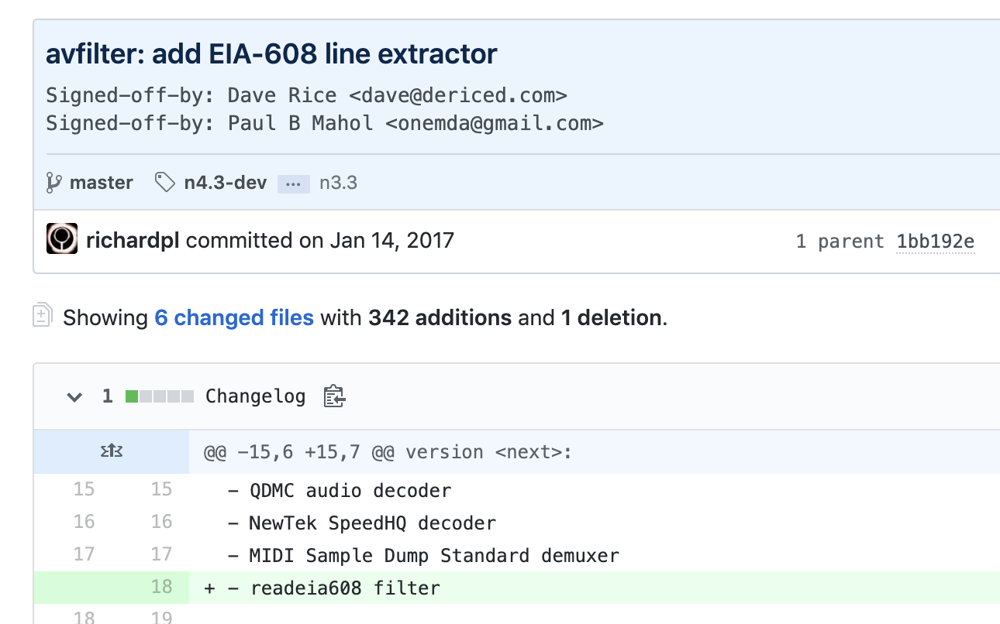 avfilter: add EIA-608 line extractor
Signed-off-by: Dave Rice <dave@dericed.com>
Signed-off-by: Paul B Mahol <onemda@gmail.com>
master n4.3-dev ... n3.3
richardpl committed on Jan 14, 2017 1 parent 1bb192e
Showing 6 changed files with 342 additions and 1 deletion.
1 Changelog
@@ -15,6 +15,7 @@ version <next>:
15 15 - QDMC audio decoder
16 16 - NewTek SpeedHQ decoder
17 17 - MIDI Sample Dump Standard demuxer
18 + - readeia608 filter
18 19